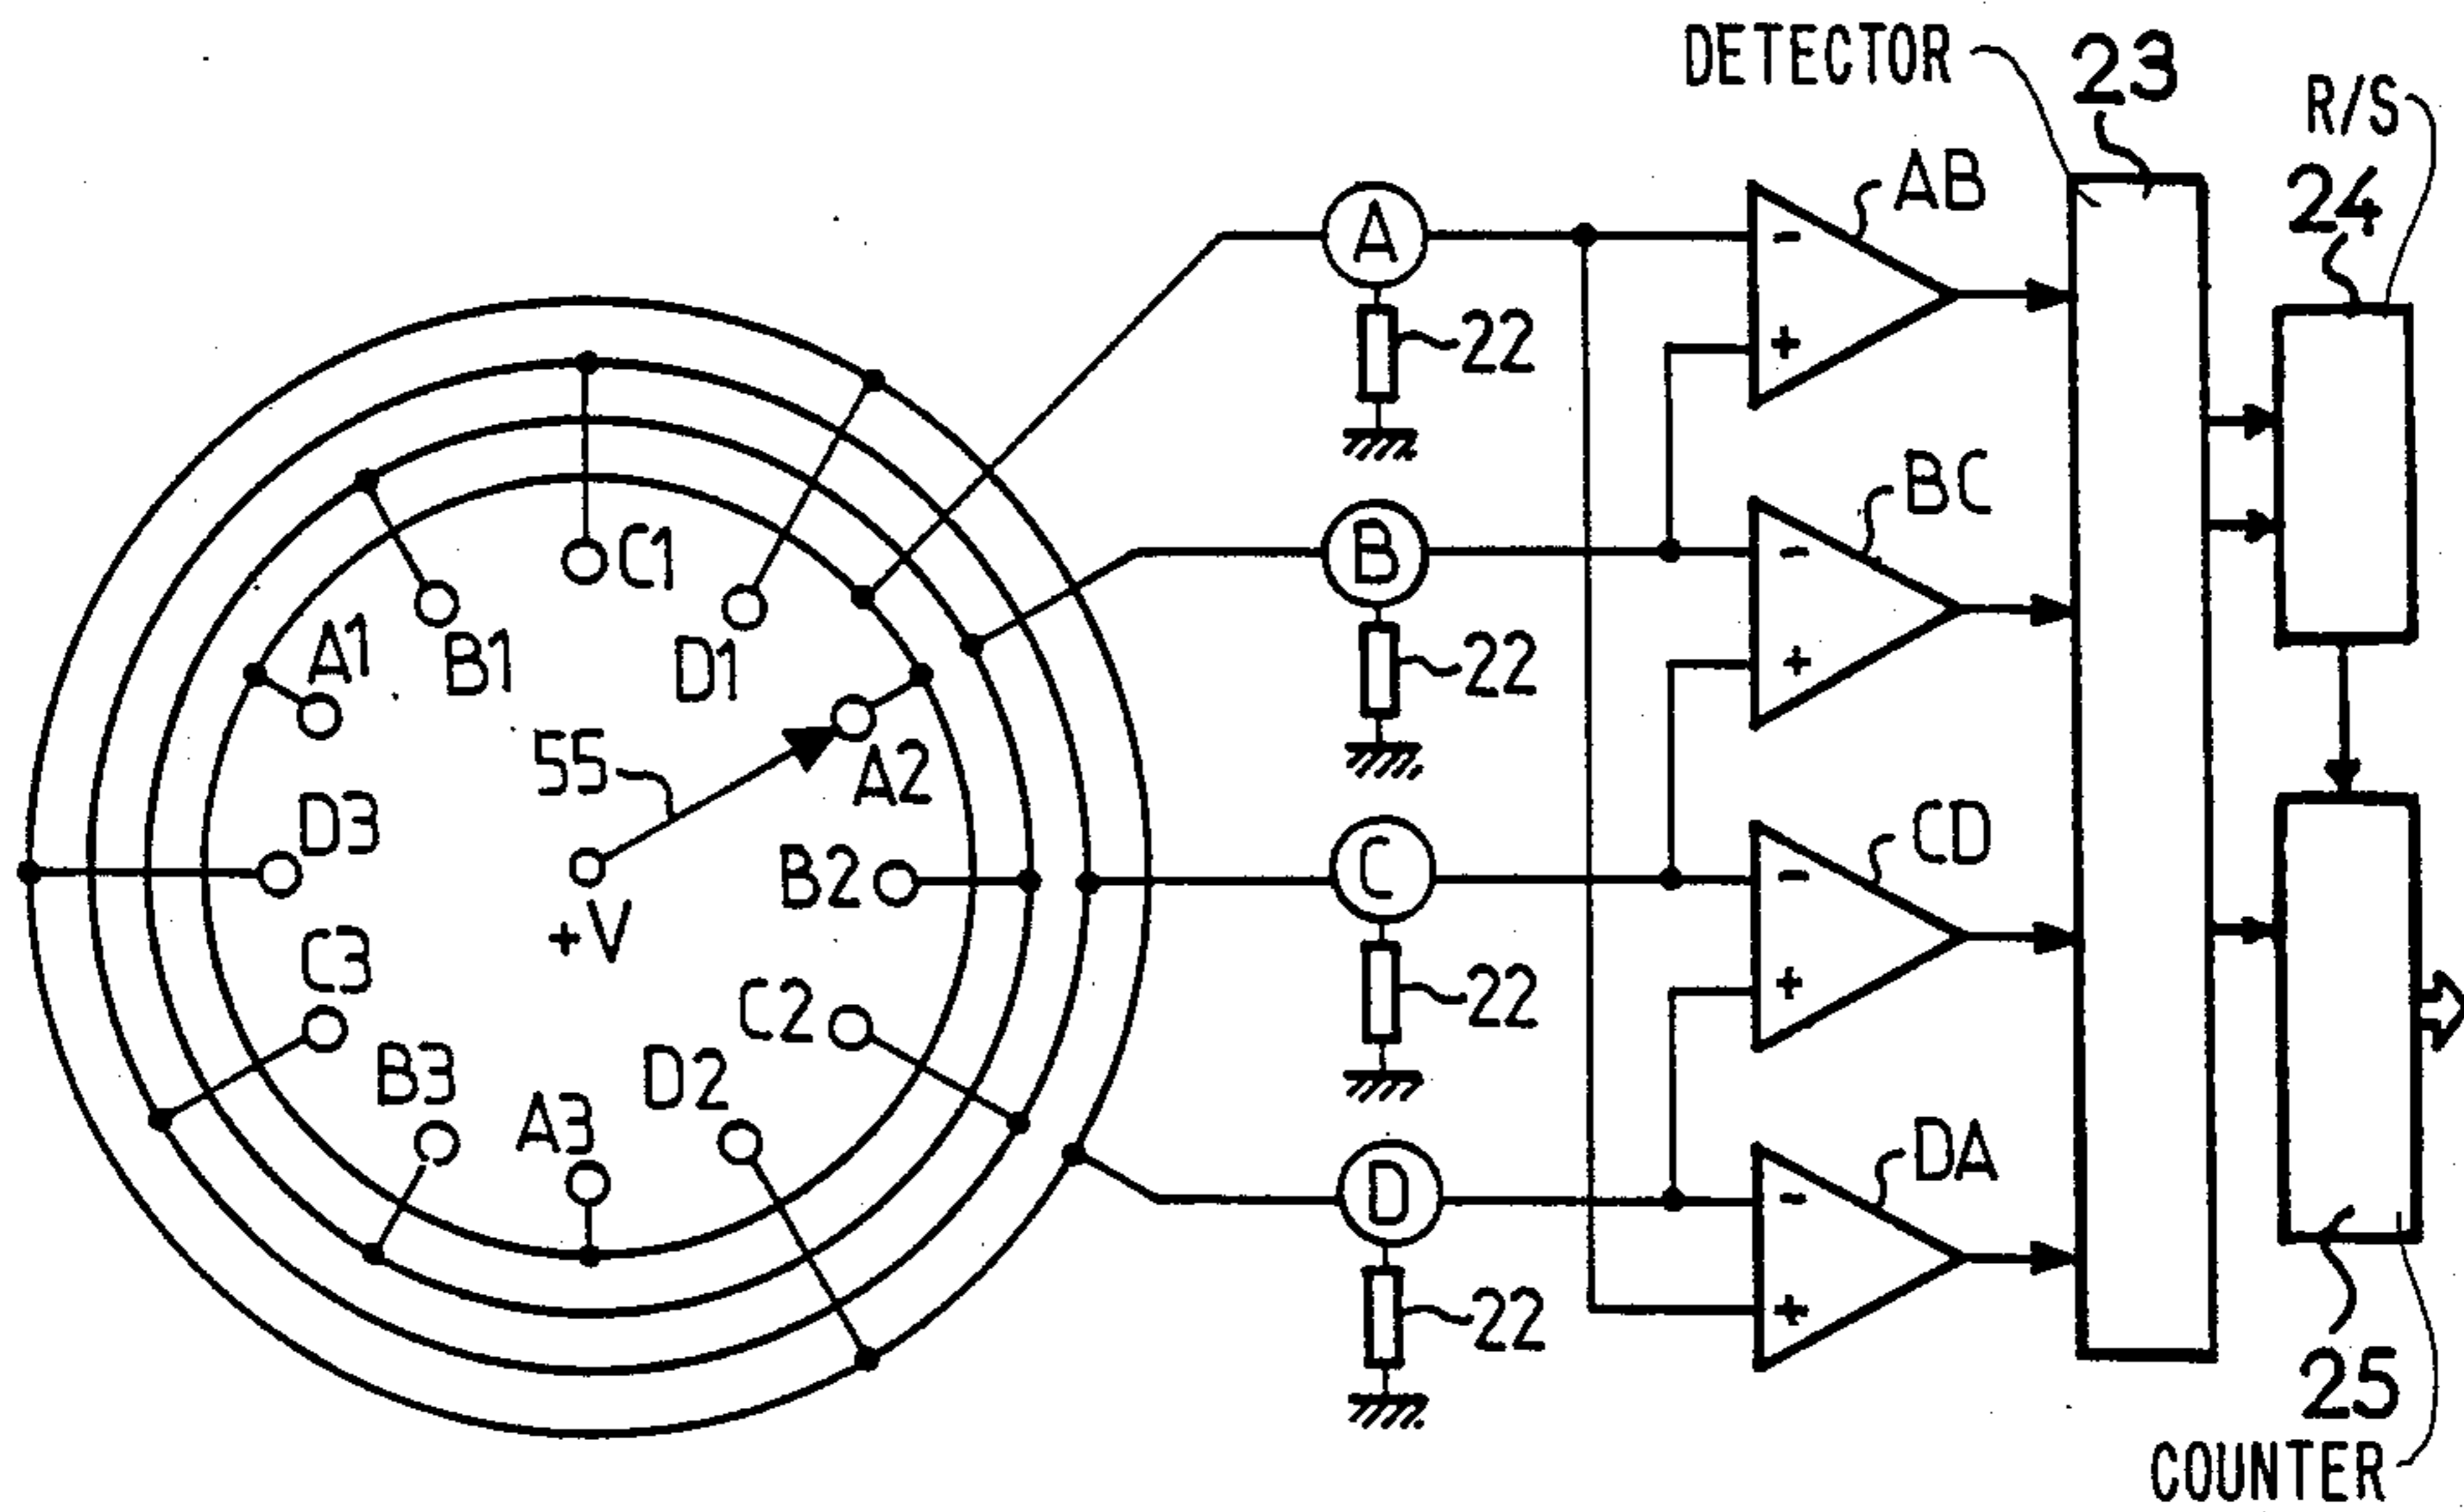 DETECTOR
23
R/S
24
AB
A
22
BC
B
22
C1
D1
A1
B1
55
A2
D3
B2
+V
C
CD
22
C3
C2
B3
A3
D2
D
DA
22
25
COUNTER
-
+
-
+
-
+
-
+